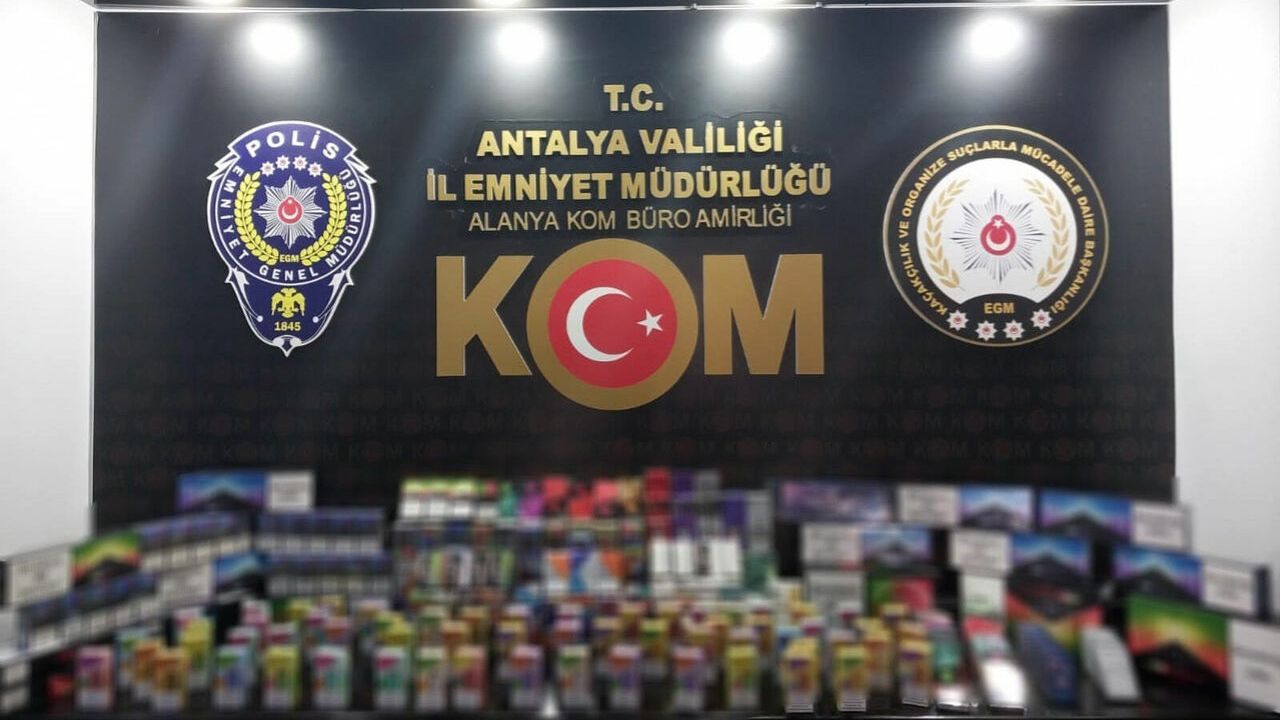 T.C.
ANTALYA VALİLİĞİ
İL EMNİYET MÜDÜRLÜĞÜ
ALANYA KOM BÜRO AMİRLİĞİ
KOM
POLİS
EMNİYET GENEL MÜDÜRLÜĞÜ
EGM
1845
KAÇAKÇILIK VE ORGANİZE SUÇLARLA MÜCADELE DAİRE BAŞKANLIĞI
EGM